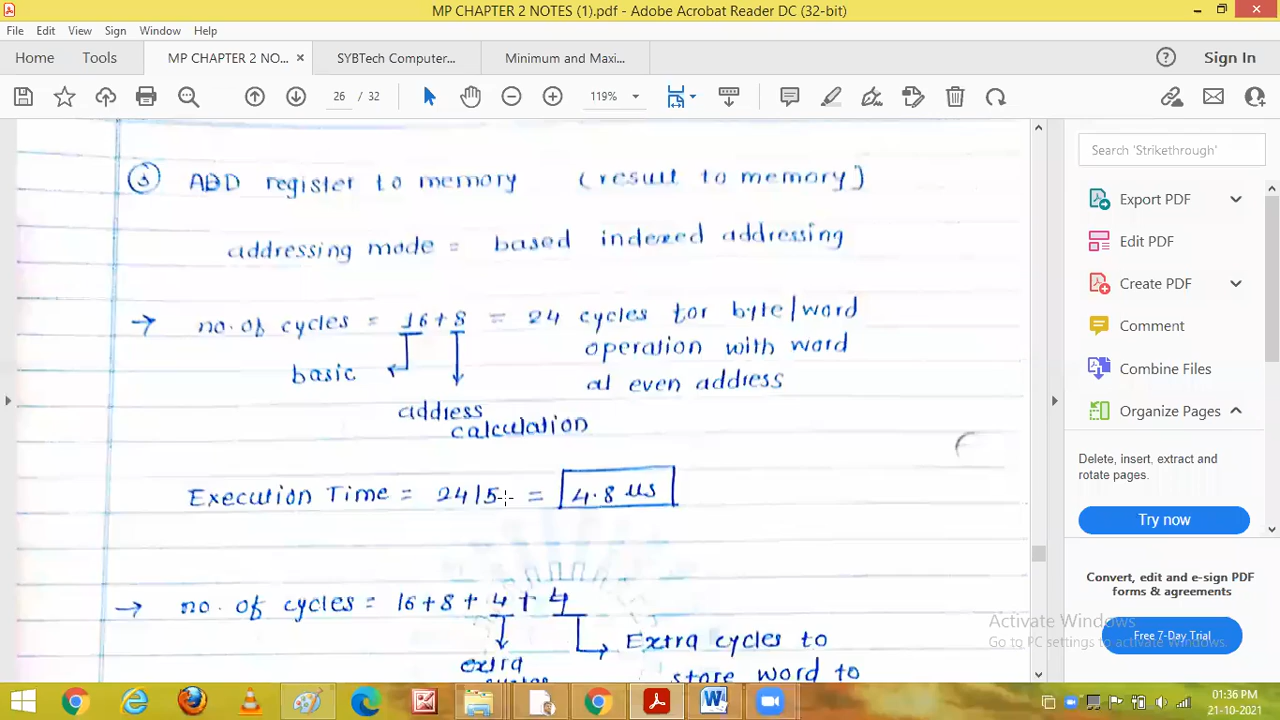 MP CHAPTER 2 NOTES (1).pdf - Adobe Acrobat Reader DC (32-bit)
File Edit View Sign Window Help
Home Tools MP CHAPTER 2 NO... × SYBTech Computer... Minimum and Maxi... Sign In
26 / 32 119%
③ ADD register to memory (result to memory)
addressing mode = based indexed addressing
→ no. of cycles = 16 + 8 = 24 cycles for byte/word
operation with word
basic
at even address
address
calculation
Execution Time = 24/5 = 4.8 us
→ no. of cycles = 16 + 8 + 4 + 4
Extra cycles to
extra
store word to
Search 'Strikethrough'
Export PDF
Edit PDF
Create PDF
Comment
Combine Files
Organize Pages
Delete, insert, extract and
rotate pages.
Try now
Convert, edit and e-sign PDF
forms & agreements
Activate Windows
Go to PC settings to activate Windows.
Free 7-Day Trial
01:36 PM
21-10-2021